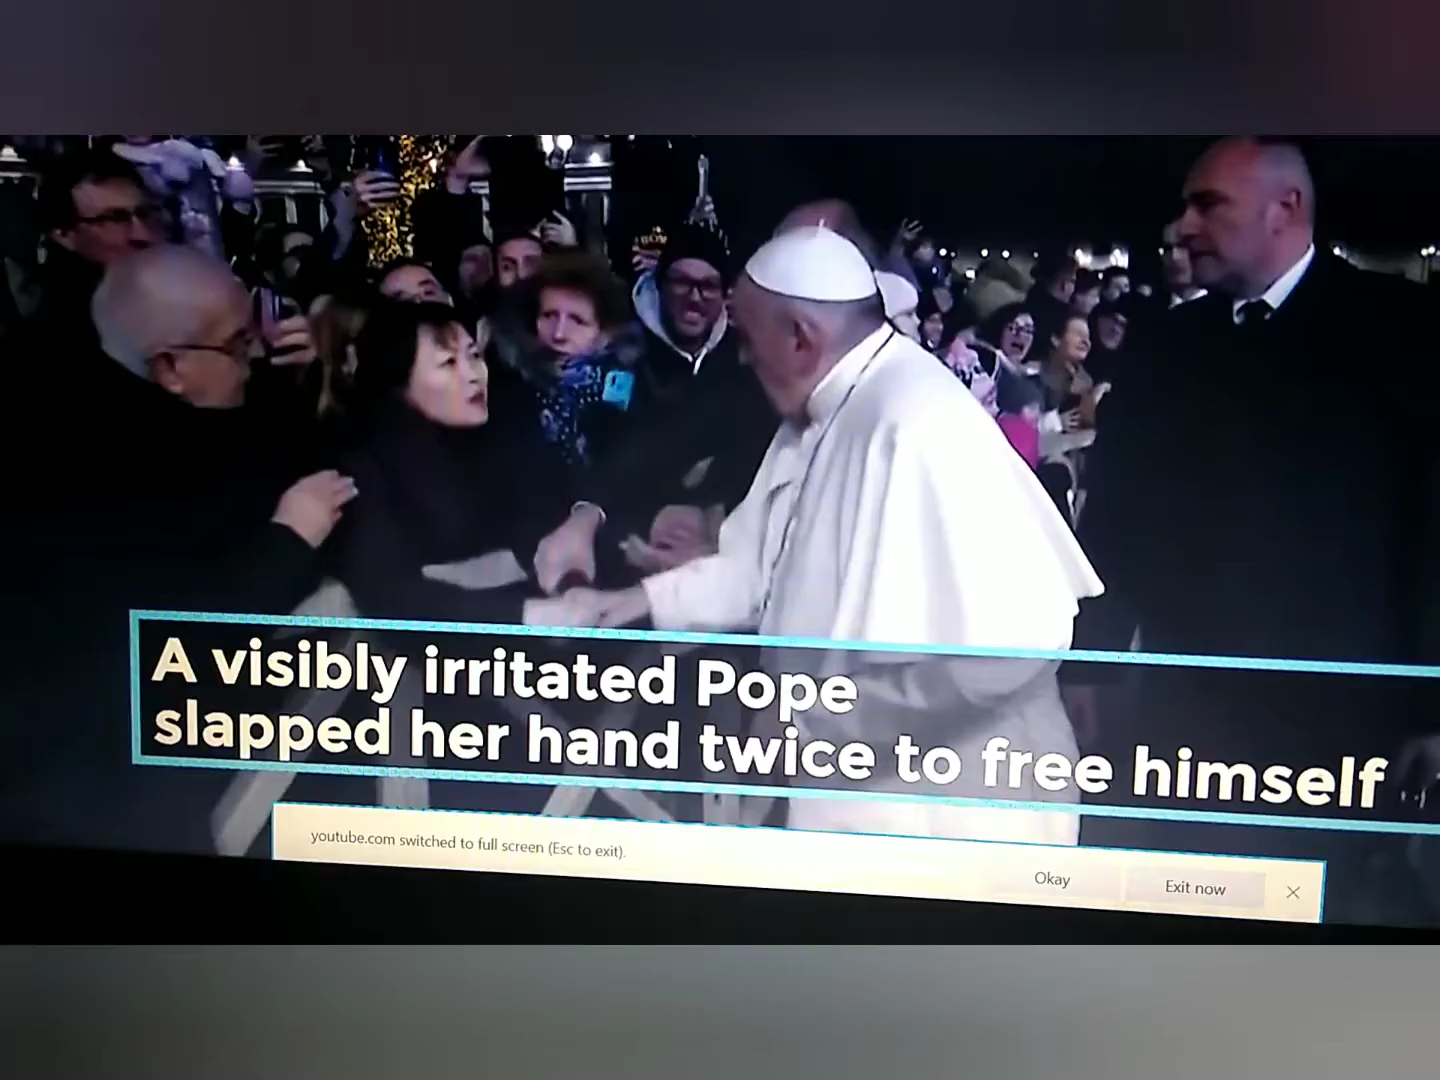 A visibly irritated Pope
slapped her hand twice to free himself
youtube.com switched to full screen (Esc to exit).
Okay
Exit now